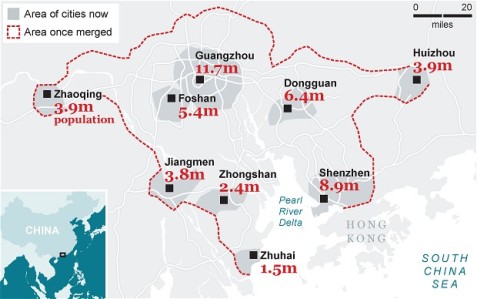 Area of cities now
Area once merged
0 20
miles
Guangzhou
11.7m
Huizhou
3.9m
Zhaoqing
3.9m
population
Foshan
5.4m
Dongguan
6.4m
Jiangmen
3.8m
Zhongshan
2.4m
Shenzhen
8.9m
Pearl
River
Delta
HONG
KONG
CHINA
Zhuhai
1.5m
SOUTH
CHINA
SEA